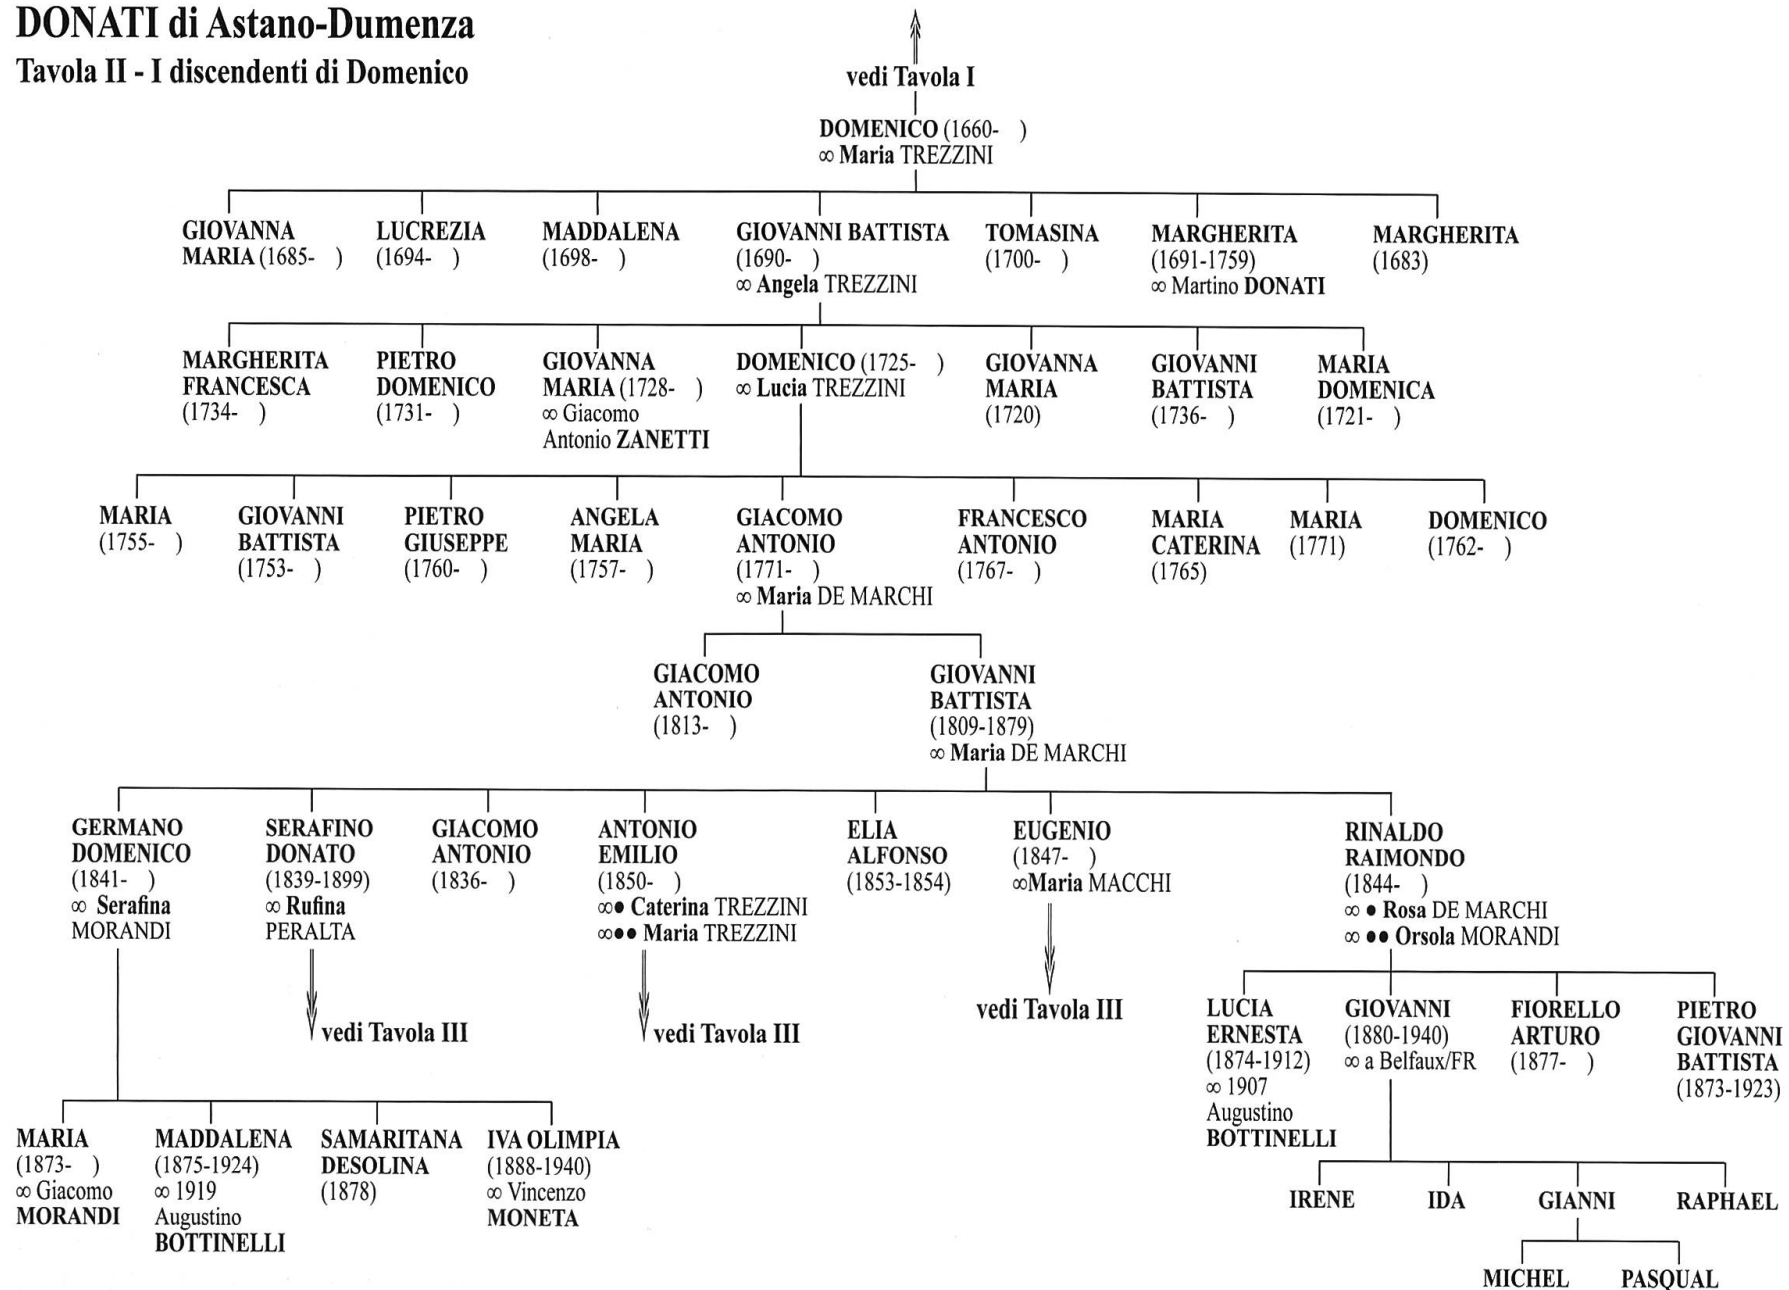 DONATI di Astano-Dumenza
Tavola II - I discendenti di Domenico
vedi Tavola I
DOMENICO (1660- )
∞ Maria TREZZINI
GIOVANNA
MARIA (1685- )
LUCREZIA
(1694- )
MADDALENA
(1698- )
GIOVANNI BATTISTA
(1690- )
∞ Angela TREZZINI
TOMASINA
(1700- )
MARGHERITA
(1691-1759)
∞ Martino DONATI
MARGHERITA
(1683)
MARGHERITA
FRANCESCA
(1734- )
PIETRO
DOMENICO
(1731- )
GIOVANNA
MARIA (1728- )
∞ Giacomo
Antonio ZANETTI
DOMENICO (1725- )
∞ Lucia TREZZINI
GIOVANNA
MARIA
(1720)
GIOVANNI
BATTISTA
(1736- )
MARIA
DOMENICA
(1721- )
MARIA
(1755- )
GIOVANNI
BATTISTA
(1753- )
PIETRO
GIUSEPPE
(1760- )
ANGELA
MARIA
(1757- )
GIACOMO
ANTONIO
(1771- )
∞ Maria DE MARCHI
FRANCESCO
ANTONIO
(1767- )
MARIA
CATERINA
(1765)
MARIA
(1771)
DOMENICO
(1762- )
GIACOMO
ANTONIO
(1813- )
GIOVANNI
BATTISTA
(1809-1879)
∞ Maria DE MARCHI
GERMANO
DOMENICO
(1841- )
∞ Serafina
MORANDI
SERAFINO
DONATO
(1839-1899)
∞ Rufina
PERALTA
GIACOMO
ANTONIO
(1836- )
ANTONIO
EMILIO
(1850- )
∞● Caterina TREZZINI
∞●● Maria TREZZINI
ELIA
ALFONSO
(1853-1854)
EUGENIO
(1847- )
∞Maria MACCHI
RINALDO
RAIMONDO
(1844- )
∞ ● Rosa DE MARCHI
∞ ●● Orsola MORANDI
vedi Tavola III
vedi Tavola III
vedi Tavola III
LUCIA
ERNESTA
(1874-1912)
∞ 1907
Augustino
BOTTINELLI
GIOVANNI
(1880-1940)
∞ a Belfaux/FR
FIORELLO
ARTURO
(1877- )
PIETRO
GIOVANNI
BATTISTA
(1873-1923)
MARIA
(1873- )
∞ Giacomo
MORANDI
MADDALENA
(1875-1924)
∞ 1919
Augustino
BOTTINELLI
SAMARITANA
DESOLINA
(1878)
IVA OLIMPIA
(1888-1940)
∞ Vincenzo
MONETA
IRENE
IDA
GIANNI
RAPHAEL
MICHEL
PASQUAL